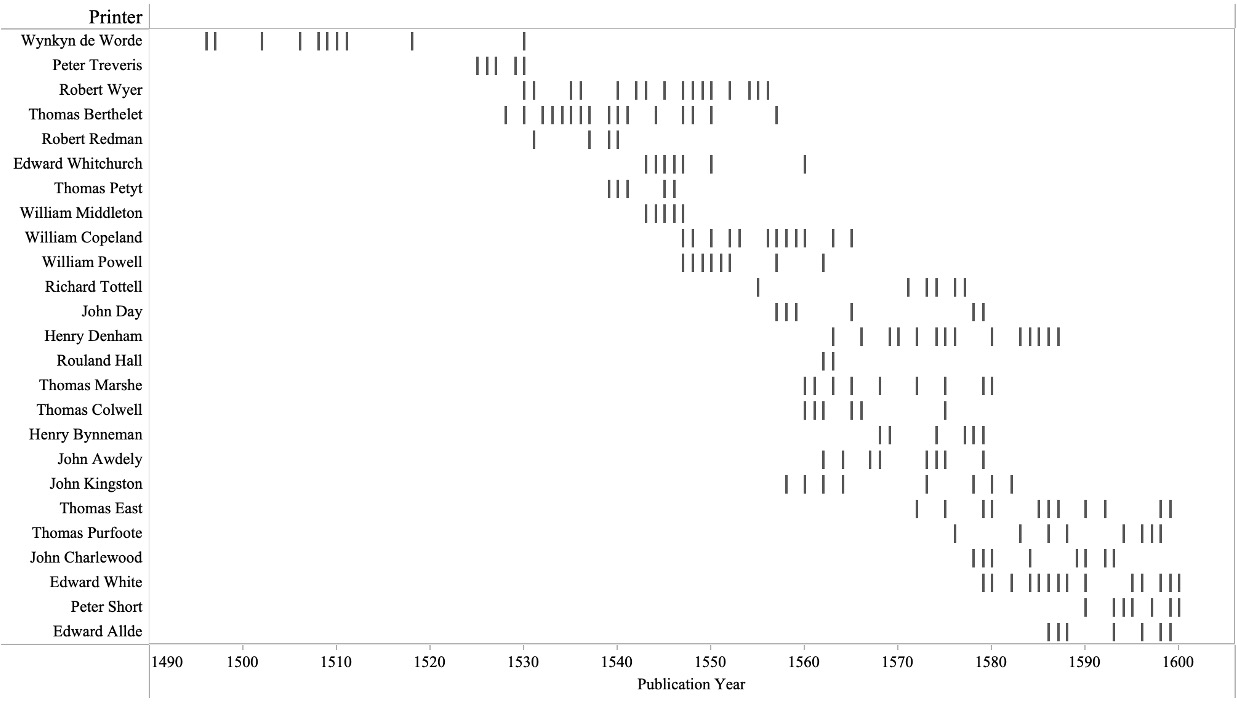 Printer
Wynkyn de Worde
Peter Treveris
Robert Wyer
Thomas Berthelet
Robert Redman
Edward Whitchurch
Thomas Petyt
William Middleton
William Copeland
William Powell
Richard Tottell
John Day
Henry Denham
Rouland Hall
Thomas Marshe
Thomas Colwell
Henry Bynneman
John Awdely
John Kingston
Thomas East
Thomas Purfoote
John Charlewood
Edward White
Peter Short
Edward Allde
1490 1500 1510 1520 1530 1540 1550 1560 1570 1580 1590 1600
Publication Year